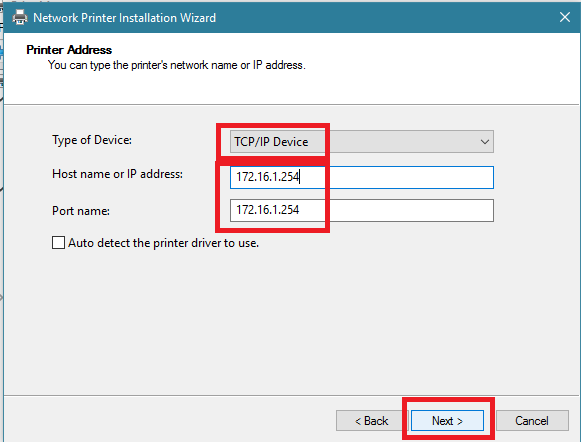 Network Printer Installation Wizard
Printer Address
You can type the printer's network name or IP address.
Type of Device:
TCP/IP Device
Host name or IP address:
172.16.1.254
Port name:
172.16.1.254
Auto detect the printer driver to use.
< Back
Next >
Cancel